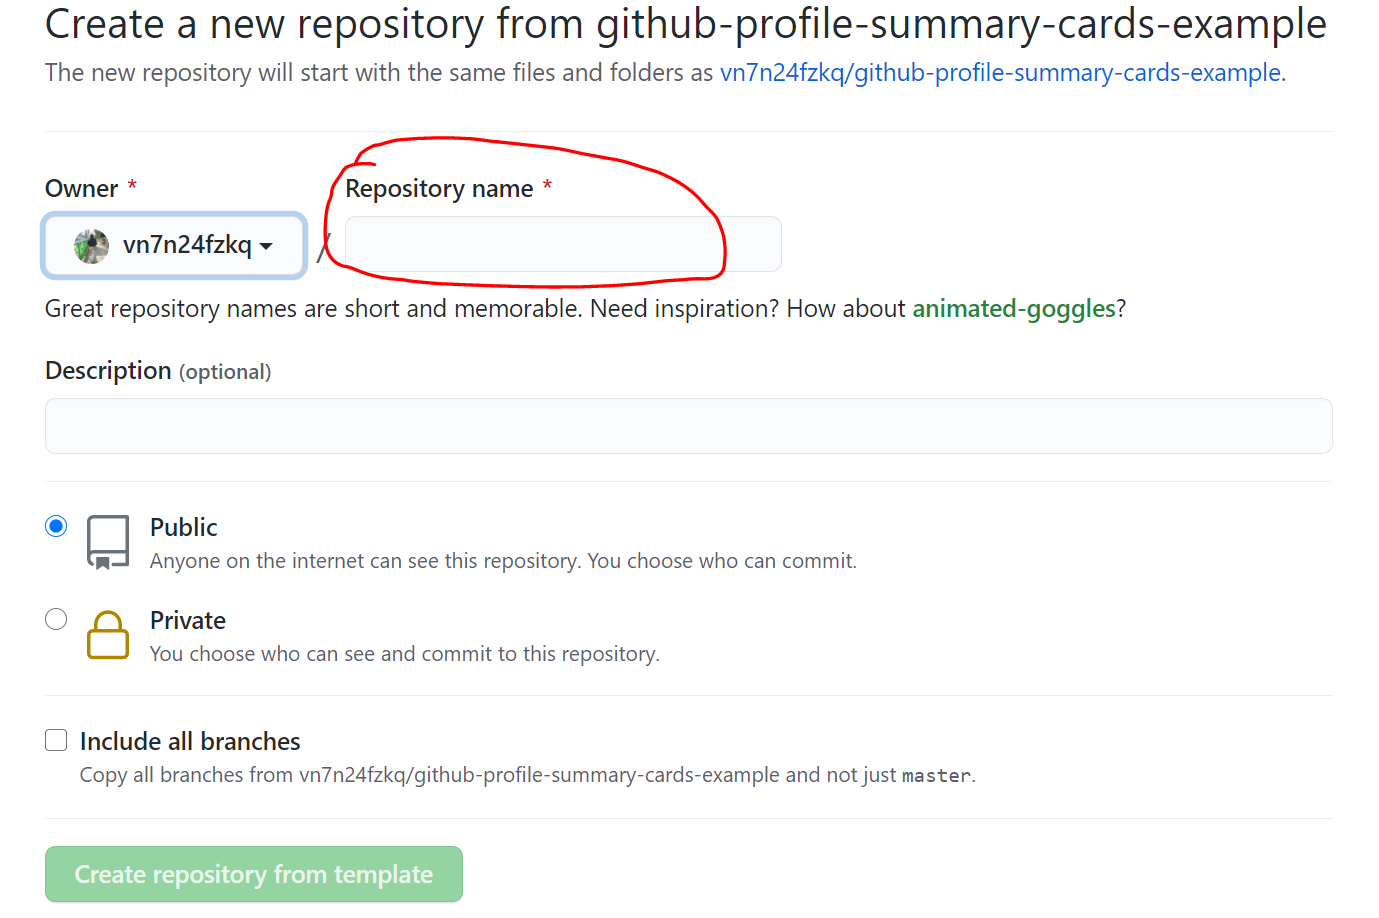 Create a new repository from github-profile-summary-cards-example
The new repository will start with the same files and folders as vn7n24fzkq/github-profile-summary-cards-example.
Owner * Repository name *
vn7n24fzkq /
Great repository names are short and memorable. Need inspiration? How about animated-goggles?
Description (optional)
Public
Anyone on the internet can see this repository. You choose who can commit.
Private
You choose who can see and commit to this repository.
Include all branches
Copy all branches from vn7n24fzkq/github-profile-summary-cards-example and not just master.
Create repository from template